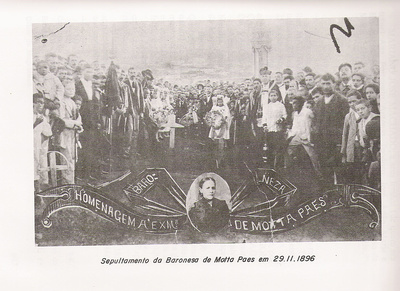 A BARO= NEZA
HOMENAGEM A' EXMª DE MOTTA PAES
Sepultamento da Baronesa de Motta Paes em 29.11.1896